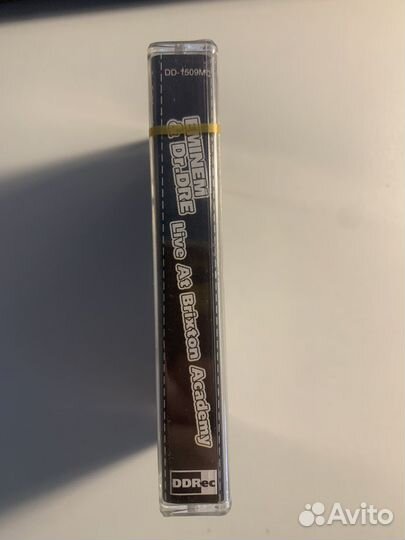 DD-1509MC
EMINEM
& Dr.DRE Live At Brixton Academy
DDRec
Avito